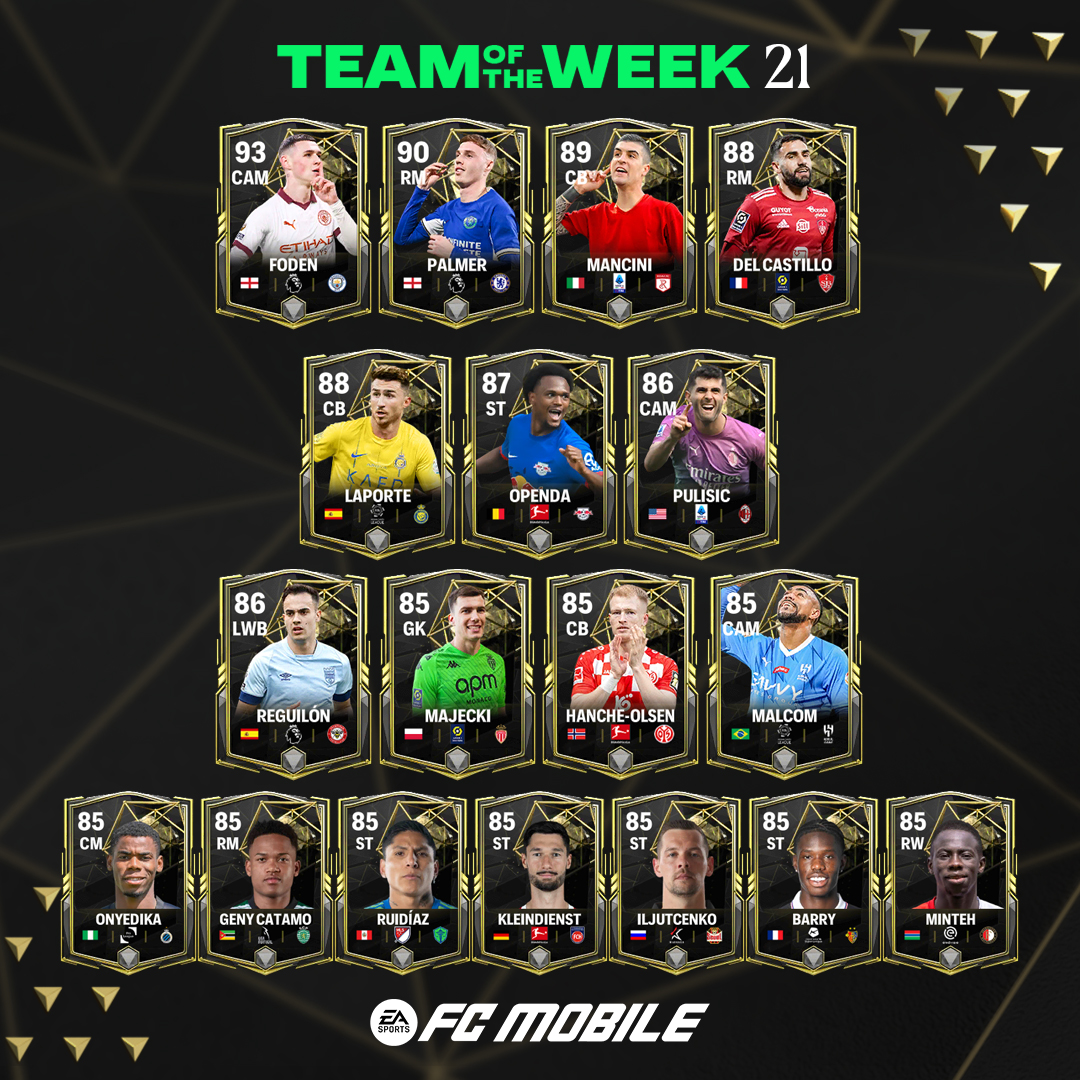 TEAM OF THE WEEK 21
93 CAM
FODEN
90 RM
PALMER
89 CB
MANCINI
88 RM
DEL CASTILLO
88 CB
LAPORTE
87 ST
OPENDA
86 CAM
PULISIC
86 LWB
REGUILÓN
85 GK
MAJECKI
85 CB
HANCHE-OLSEN
85 CAM
MALCOM
85 CM
ONYEDIKA
85 RM
GENY CATAMO
85 ST
RUIDÍAZ
85 ST
KLEINDIENST
85 ST
ILJUTCENKO
85 ST
BARRY
85 RW
MINTEH
EA SPORTS FC MOBILE